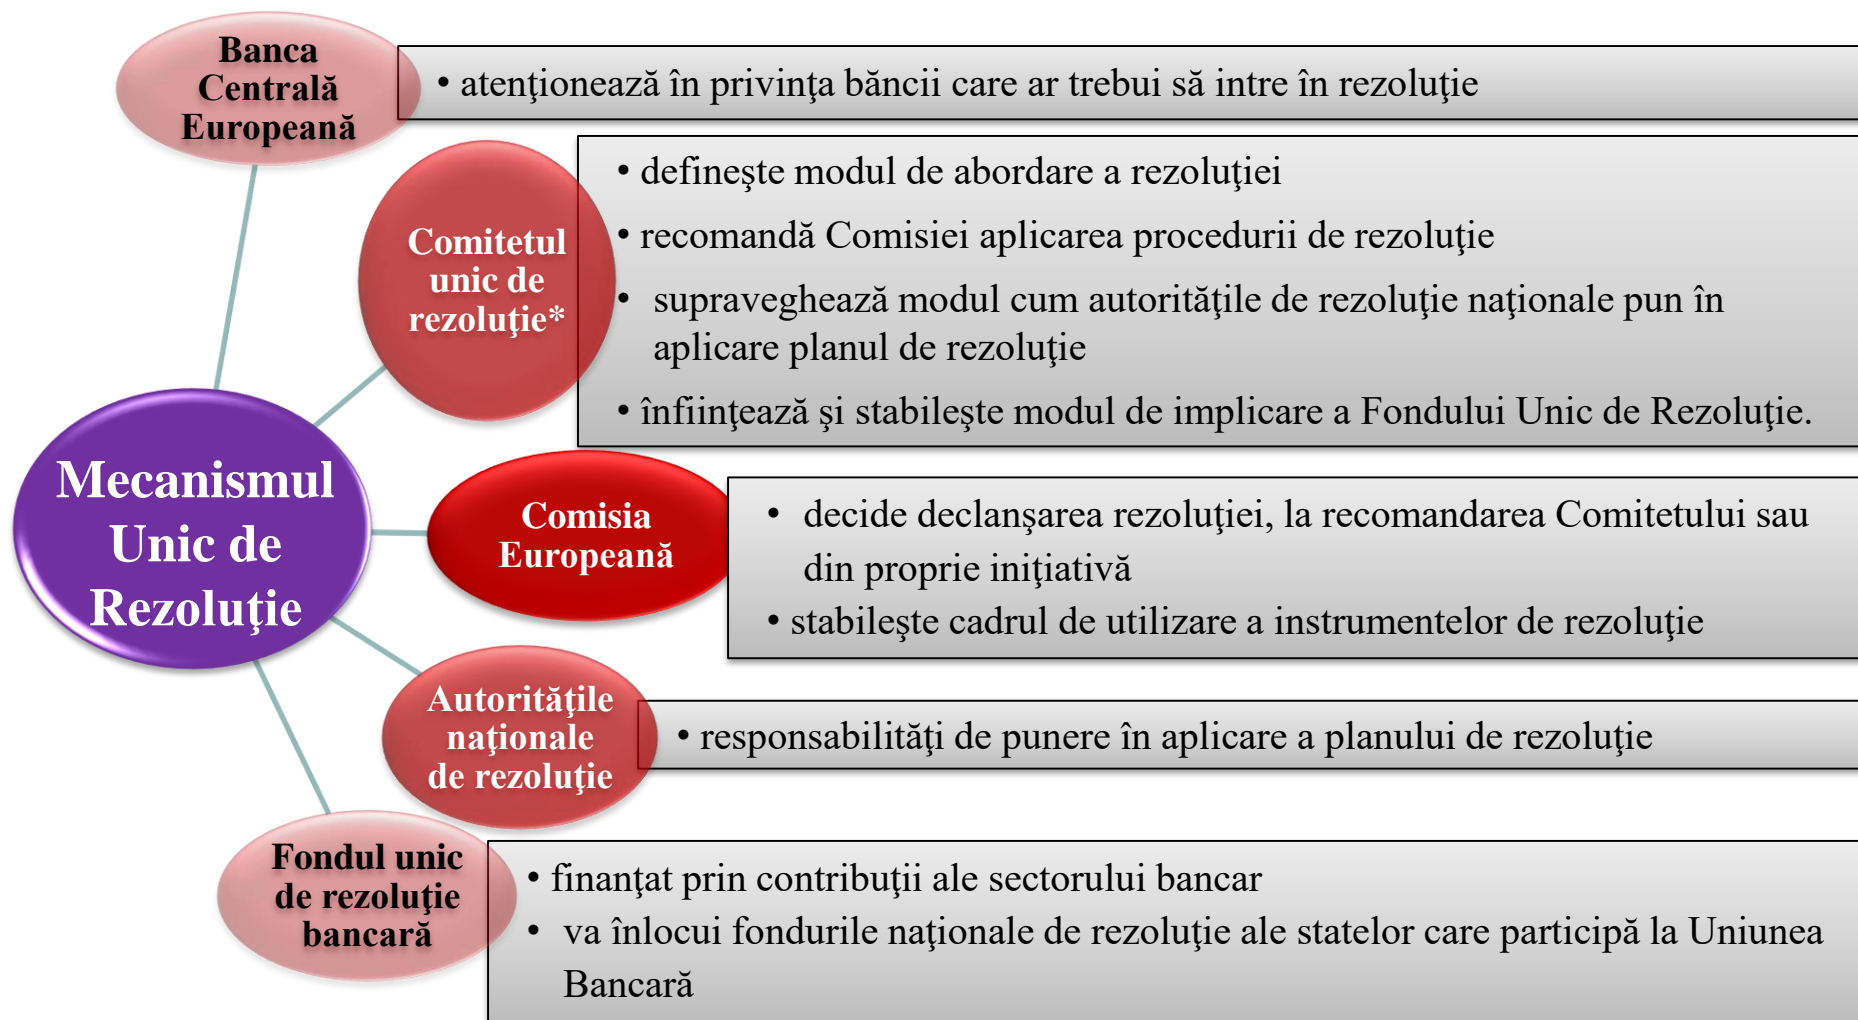 Banca
Centrală
Europeană
• atenţionează în privinţa băncii care ar trebui să intre în rezoluţie
Comitetul
unic de
rezoluţie*
• defineşte modul de abordare a rezoluţiei
• recomandă Comisiei aplicarea procedurii de rezoluţie
• supraveghează modul cum autorităţile de rezoluţie naţionale pun în
aplicare planul de rezoluţie
• înfiinţează şi stabileşte modul de implicare a Fondului Unic de Rezoluţie.
Mecanismul
Unic de
Rezoluţie
Comisia
Europeană
• decide declanşarea rezoluţiei, la recomandarea Comitetului sau
din proprie iniţiativă
• stabileşte cadrul de utilizare a instrumentelor de rezoluţie
Autorităţile
naţionale
de rezoluţie
• responsabilităţi de punere în aplicare a planului de rezoluţie
Fondul unic
de rezoluţie
bancară
• finanţat prin contribuţii ale sectorului bancar
• va înlocui fondurile naţionale de rezoluţie ale statelor care participă la Uniunea
Bancară